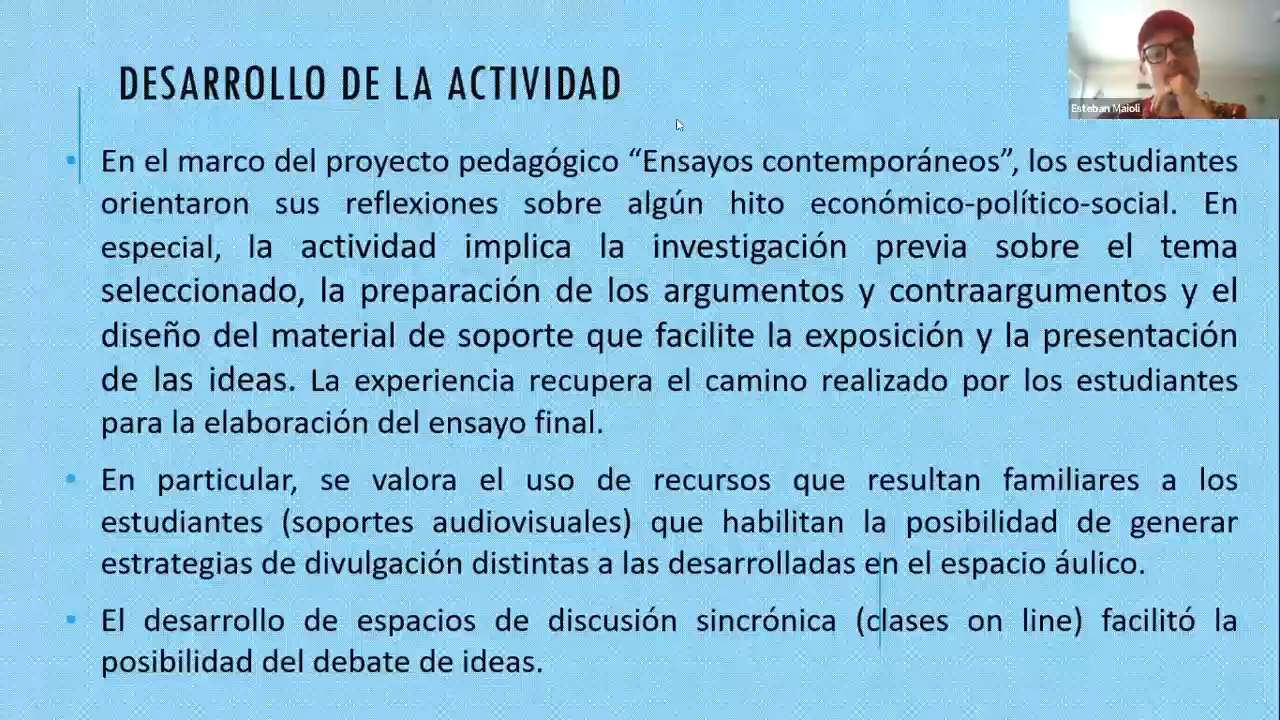 DESARROLLO DE LA ACTIVIDAD
Esteban Maioli
• En el marco del proyecto pedagógico “Ensayos contemporáneos”, los estudiantes
orientaron sus reflexiones sobre algún hito económico-político-social. En
especial, la actividad implica la investigación previa sobre el tema
seleccionado, la preparación de los argumentos y contraargumentos y el
diseño del material de soporte que facilite la exposición y la presentación
de las ideas. La experiencia recupera el camino realizado por los estudiantes
para la elaboración del ensayo final.
• En particular, se valora el uso de recursos que resultan familiares a los
estudiantes (soportes audiovisuales) que habilitan la posibilidad de generar
estrategias de divulgación distintas a las desarrolladas en el espacio áulico.
• El desarrollo de espacios de discusión sincrónica (clases on line) facilitó la
posibilidad del debate de ideas.